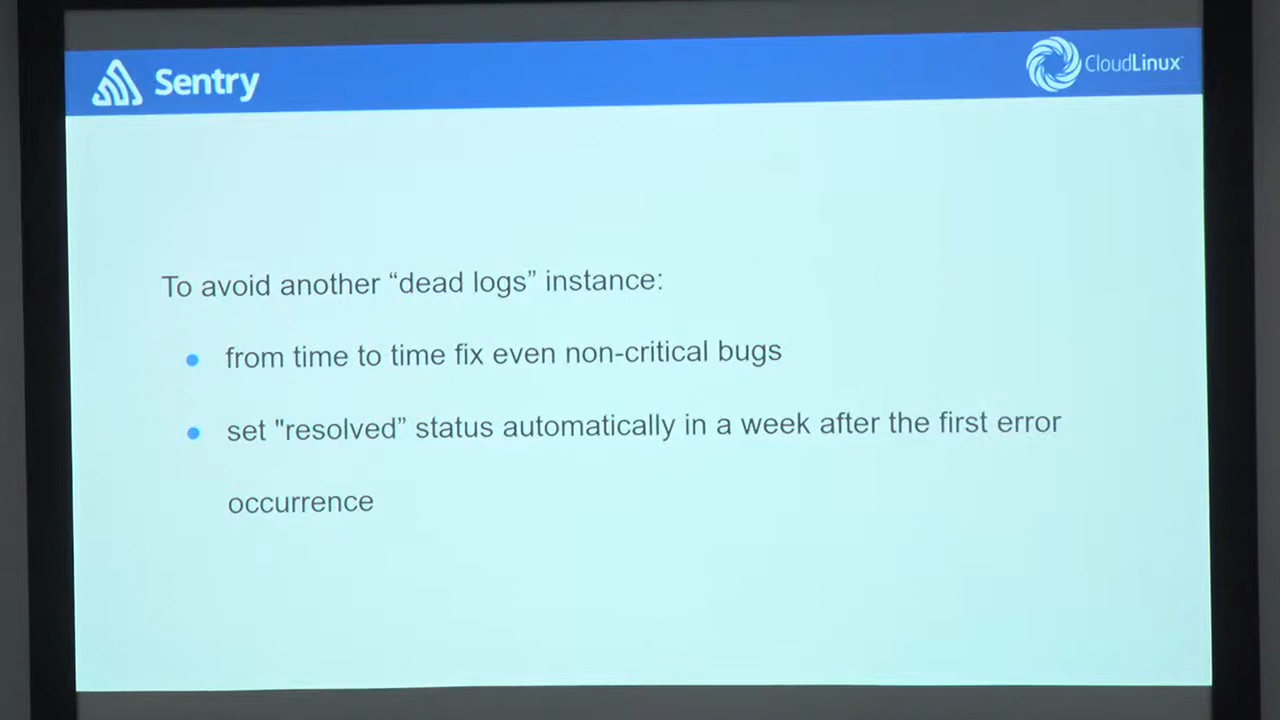 Sentry
CloudLinux
To avoid another “dead logs” instance:
from time to time fix even non-critical bugs
set "resolved” status automatically in a week after the first error
occurrence